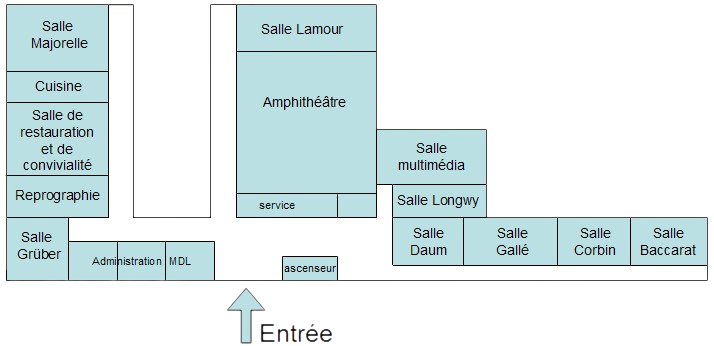 Salle
Majorelle
Cuisine
Salle de
restauration
et de
convivialité
Reprographie
Salle
Grüber
Administration
MDL
Salle Lamour
Amphithéâtre
service
ascenseur
Salle
multimédia
Salle Longwy
Salle
Daum
Salle
Gallé
Salle
Corbin
Salle
Baccarat
Entrée